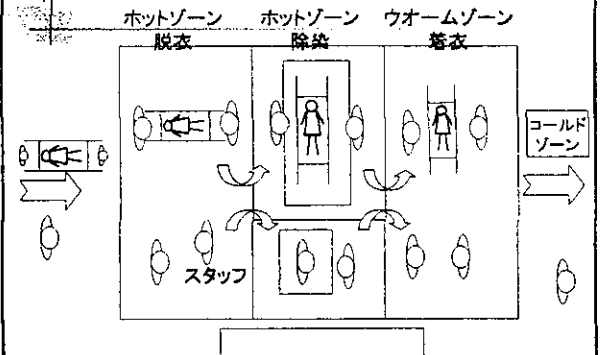 ホットゾーン ホットゾーン ウオームゾーン
脱衣 除染 着衣
コールド
ゾーン
スタッフ